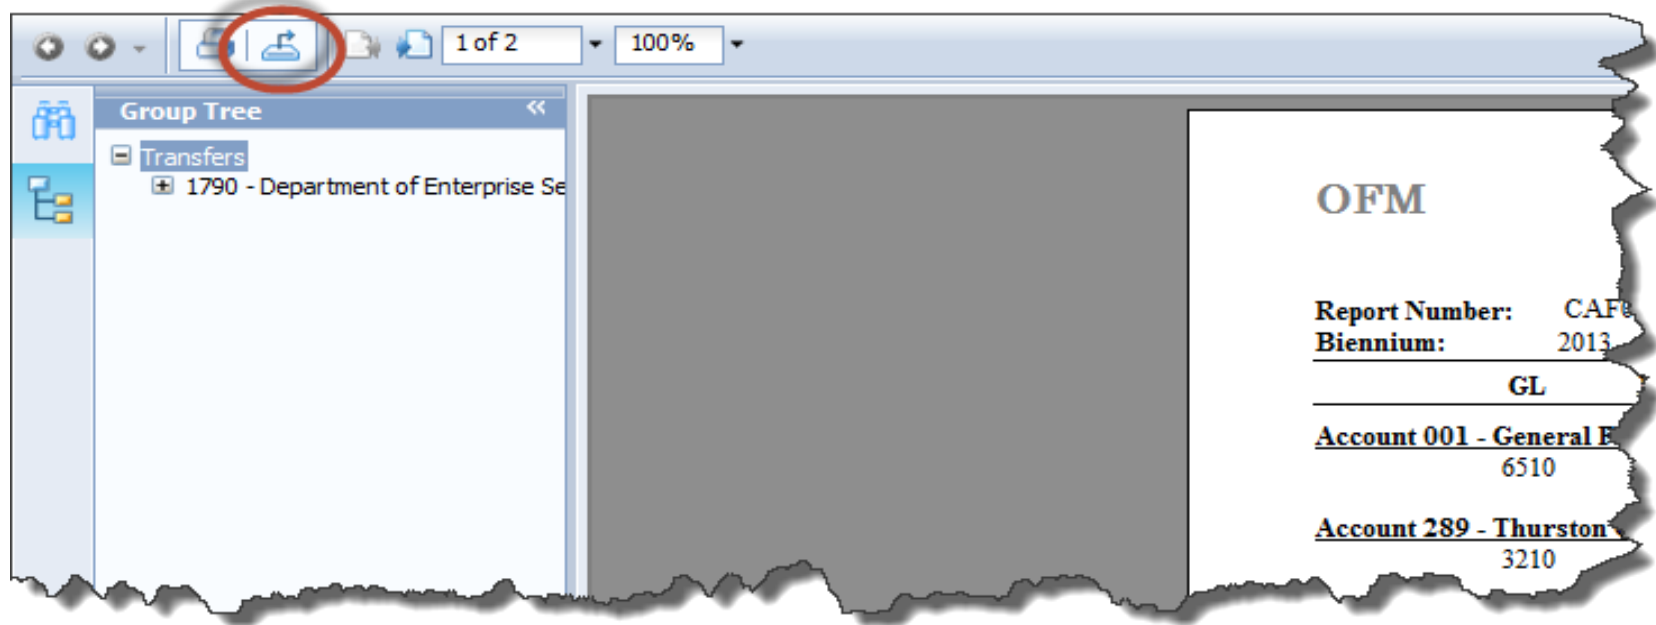 1 of 2
100%
Group Tree
Transfers
1790 - Department of Enterprise Se
OFM
Report Number:
Biennium: 2013
GL
Account 001 - General
6510
Account 289 - Thurston
3210